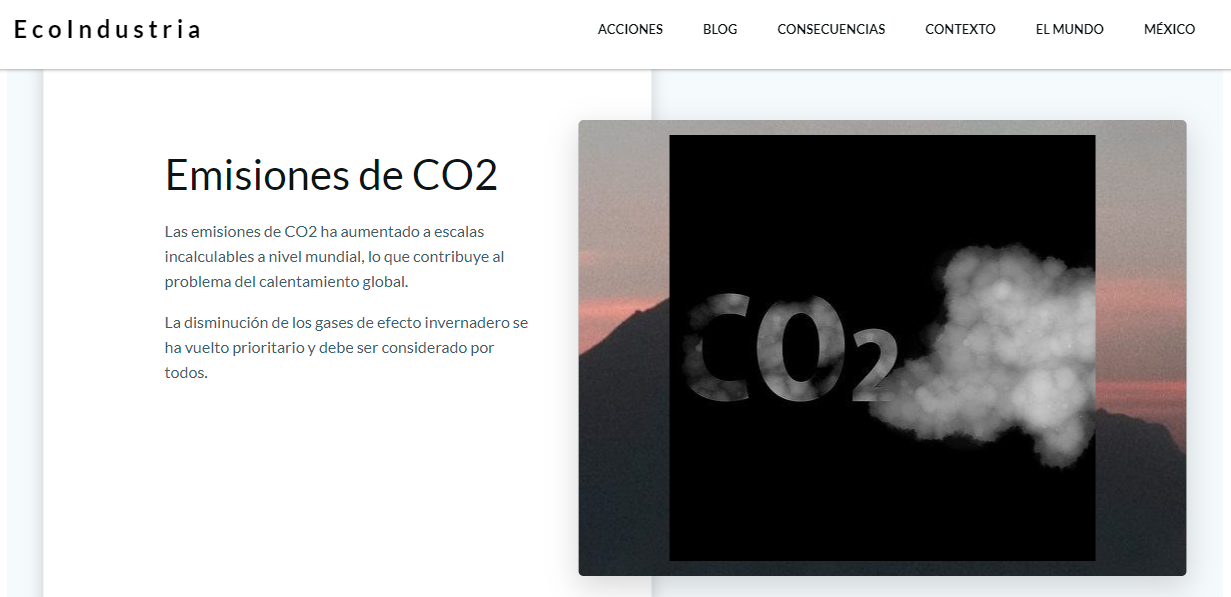 EcoIndustria
ACCIONES BLOG CONSECUENCIAS CONTEXTO EL MUNDO MÉXICO
Emisiones de CO2
Las emisiones de CO2 ha aumentado a escalas
incalculables a nivel mundial, lo que contribuye al
problema del calentamiento global.
La disminución de los gases de efecto invernadero se
ha vuelto prioritario y debe ser considerado por
todos.
CO₂